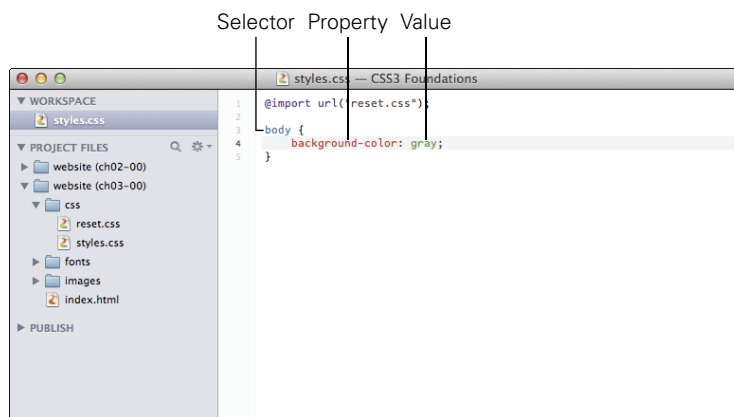 Selector Property Value
styles.css — CSS3 Foundations
WORKSPACE
styles.css
PROJECT FILES
website (ch02-00)
website (ch03-00)
css
reset.css
styles.css
fonts
images
index.html
PUBLISH
1 @import url("reset.css");
2
3 body {
4 background-color: gray;
5 }